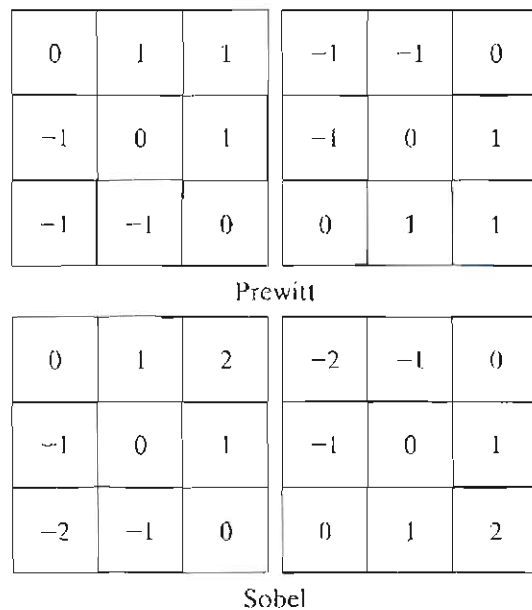 0 1 1 −1 −1 0
−1 0 1 −1 0 1
−1 −1 0 0 1 1
Prewitt
0 1 2 −2 −1 0
−1 0 1 −1 0 1
−2 −1 0 0 1 2
Sobel